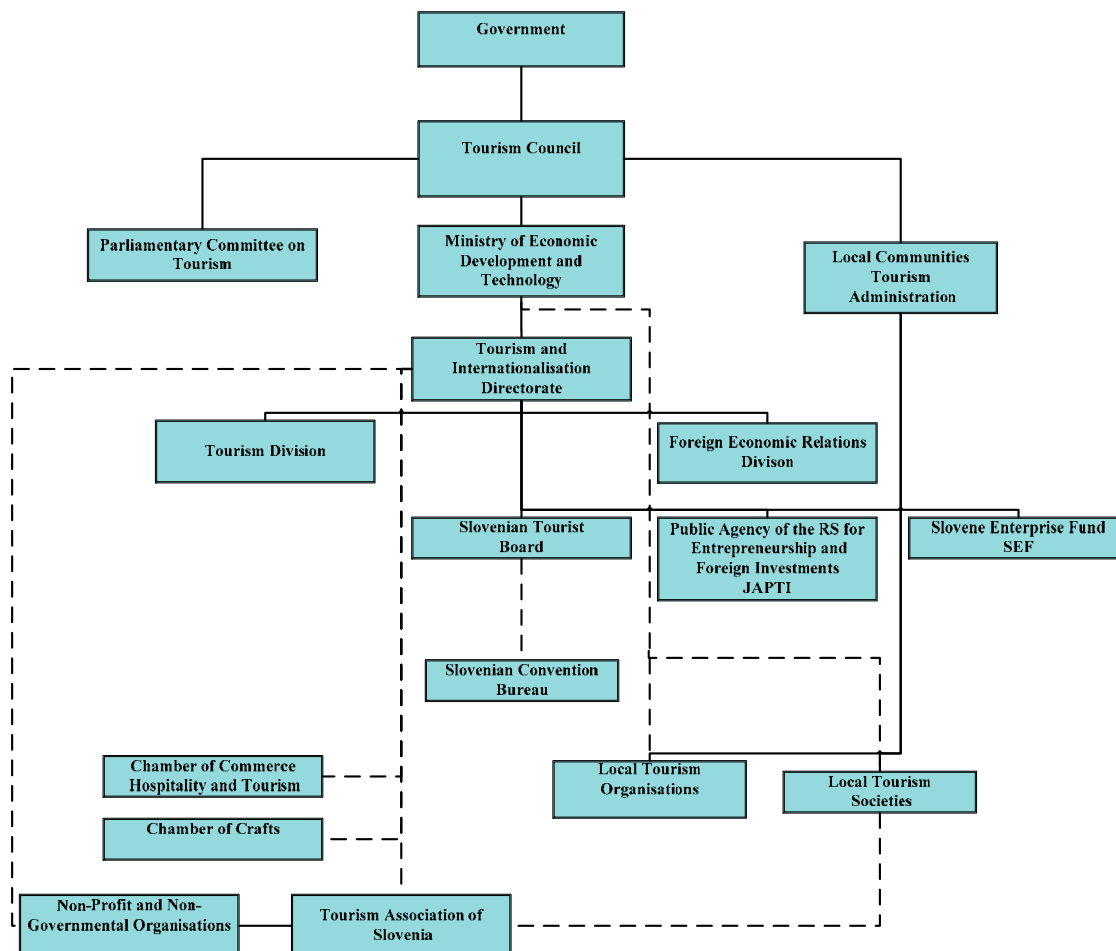 Government
Tourism Council
Parliamentary Committee on
Tourism
Ministry of Economic
Development and
Technology
Local Communities
Tourism
Administration
Tourism and
Internationalisation
Directorate
Tourism Division
Foreign Economic Relations
Divison
Slovenian Tourist
Board
Public Agency of the RS for
Entrepreneurship and
Foreign Investments
JAPTI
Slovene Enterprise Fund
SEF
Slovenian Convention
Bureau
Chamber of Commerce
Hospitality and Tourism
Local Tourism
Organisations
Local Tourism
Societies
Chamber of Crafts
Non-Profit and Non-
Governmental Organisations
Tourism Association of
Slovenia